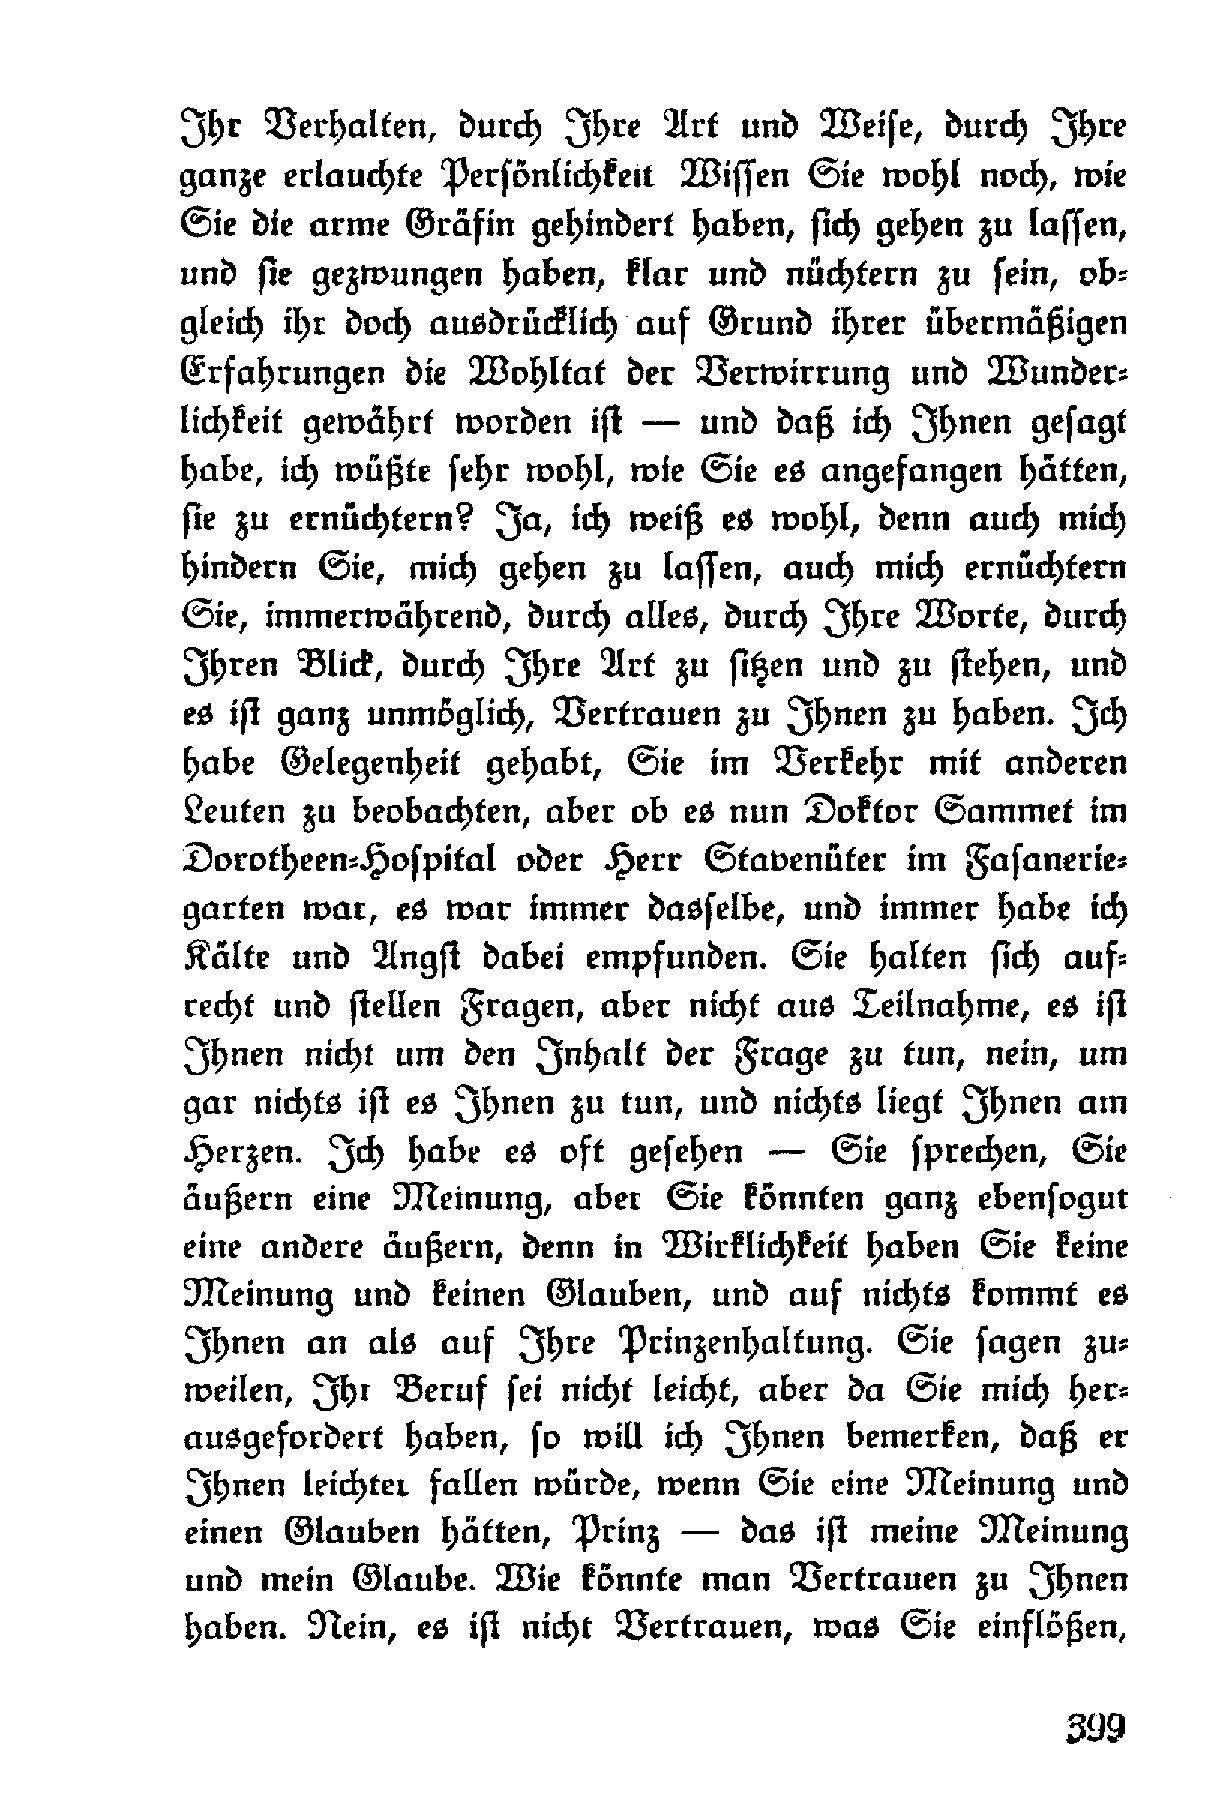 Ihr Verhalten, durch Ihre Art und Weise, durch Ihre
ganze erlauchte Persönlichkeit Wissen Sie wohl noch, wie
Sie die arme Gräfin gehindert haben, sich gehen zu lassen,
und sie gezwungen haben, klar und nüchtern zu sein, ob-
gleich ihr doch ausdrücklich auf Grund ihrer übermäßigen
Erfahrungen die Wohltat der Verwirrung und Wunder-
lichkeit gewährt worden ist — und daß ich Ihnen gesagt
habe, ich wüßte sehr wohl, wie Sie es angefangen hätten,
sie zu ernüchtern? Ja, ich weiß es wohl, denn auch mich
hindern Sie, mich gehen zu lassen, auch mich ernüchtern
Sie, immerwährend, durch alles, durch Ihre Worte, durch
Ihren Blick, durch Ihre Art zu sitzen und zu stehen, und
es ist ganz unmöglich, Vertrauen zu Ihnen zu haben. Ich
habe Gelegenheit gehabt, Sie im Verkehr mit anderen
Leuten zu beobachten, aber ob es nun Doktor Sammet im
Dorotheen-Hospital oder Herr Stavenüter im Fasanerie-
garten war, es war immer dasselbe, und immer habe ich
Kälte und Angst dabei empfunden. Sie halten sich auf-
recht und stellen Fragen, aber nicht aus Teilnahme, es ist
Ihnen nicht um den Inhalt der Frage zu tun, nein, um
gar nichts ist es Ihnen zu tun, und nichts liegt Ihnen am
Herzen. Ich habe es oft gesehen — Sie sprechen, Sie
äußern eine Meinung, aber Sie könnten ganz ebensogut
eine andere äußern, denn in Wirklichkeit haben Sie keine
Meinung und keinen Glauben, und auf nichts kommt es
Ihnen an als auf Ihre Prinzenhaltung. Sie sagen zu-
weilen, Ihr Beruf sei nicht leicht, aber da Sie mich her-
ausgefordert haben, so will ich Ihnen bemerken, daß er
Ihnen leichter fallen würde, wenn Sie eine Meinung und
einen Glauben hätten, Prinz — das ist meine Meinung
und mein Glaube. Wie könnte man Vertrauen zu Ihnen
haben. Nein, es ist nicht Vertrauen, was Sie einflößen,
399